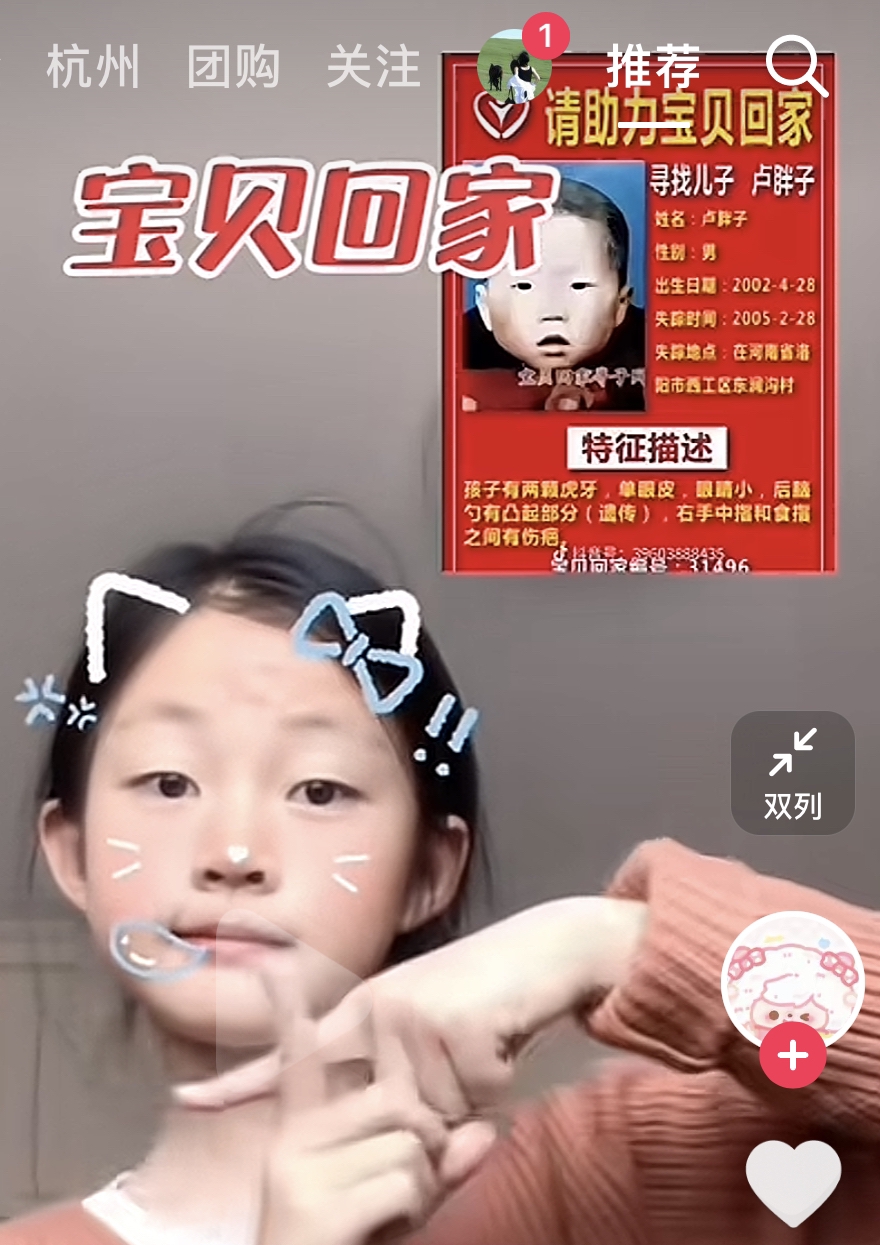 杭州 团购 关注 推荐
1
请助力宝贝回家
宝贝回家
寻找儿子 卢胖子
姓名：卢胖子
性别：男
出生日期：2002-4-28
失踪时间：2005-2-28
失踪地点：在河南省洛
阳市西工区东涧沟村
宝贝回家寻子网
特征描述
孩子有两颗虎牙，单眼皮，眼睛小，后脑
勺有凸起部分（遗传），右手中指和食指
之间有伤疤。
抖音号：39603888435
宝贝回家编号：31496
!!
双列